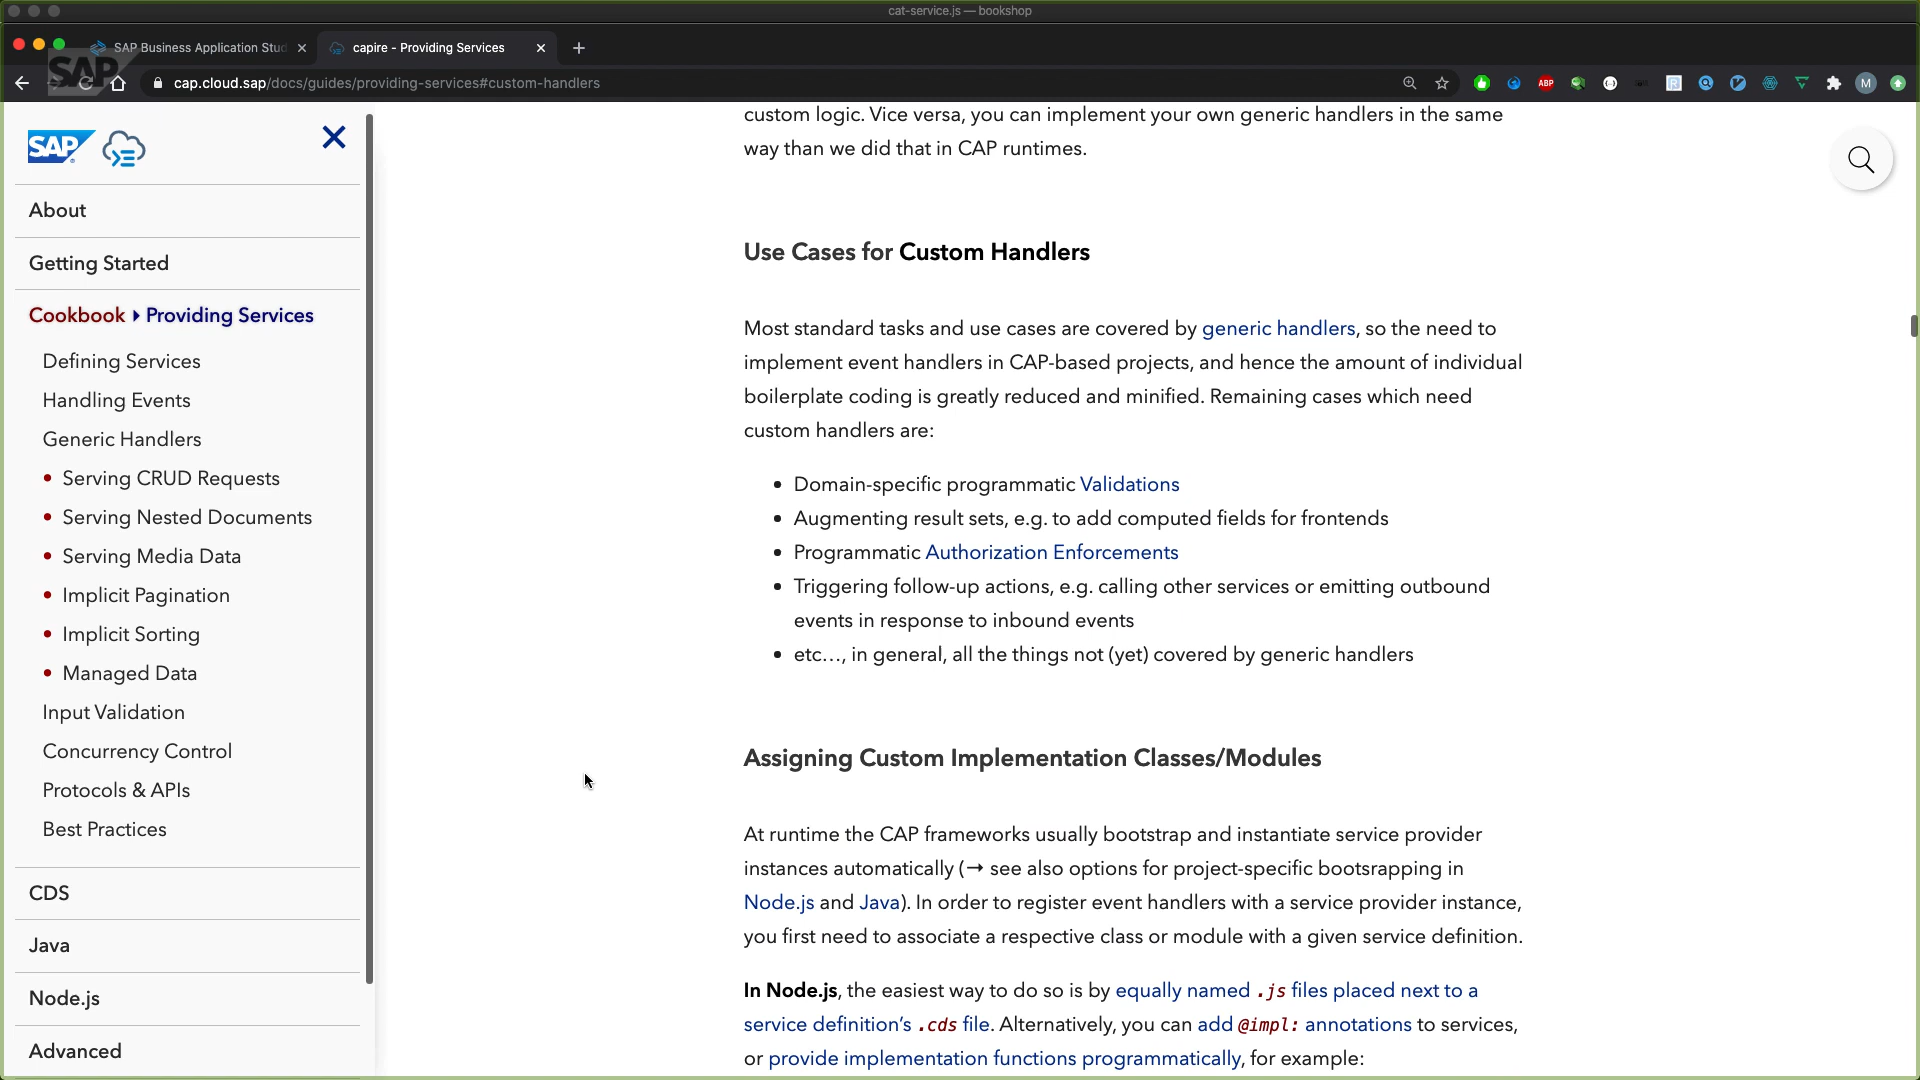 cat-service.js — bookshop
SAP Business Application Stud
capire - Providing Services
SAP
cap.cloud.sap/docs/guides/providing-services#custom-handlers
ABP
M
SAP
About
Getting Started
Cookbook Providing Services
Defining Services
Handling Events
Generic Handlers
• Serving CRUD Requests
• Serving Nested Documents
• Serving Media Data
• Implicit Pagination
• Implicit Sorting
• Managed Data
Input Validation
Concurrency Control
Protocols & APIs
Best Practices
CDS
Java
Node.js
Advanced
custom logic. Vice versa, you can implement your own generic handlers in the same
way than we did that in CAP runtimes.
Use Cases for Custom Handlers
Most standard tasks and use cases are covered by generic handlers, so the need to
implement event handlers in CAP-based projects, and hence the amount of individual
boilerplate coding is greatly reduced and minified. Remaining cases which need
custom handlers are:
• Domain-specific programmatic Validations
• Augmenting result sets, e.g. to add computed fields for frontends
• Programmatic Authorization Enforcements
• Triggering follow-up actions, e.g. calling other services or emitting outbound
events in response to inbound events
• etc…, in general, all the things not (yet) covered by generic handlers
Assigning Custom Implementation Classes/Modules
At runtime the CAP frameworks usually bootstrap and instantiate service provider
instances automatically (→ see also options for project-specific bootsrapping in
Node.js and Java). In order to register event handlers with a service provider instance,
you first need to associate a respective class or module with a given service definition.
In Node.js, the easiest way to do so is by equally named .js files placed next to a
service definition's .cds file. Alternatively, you can add @impl: annotations to services,
or provide implementation functions programmatically, for example: